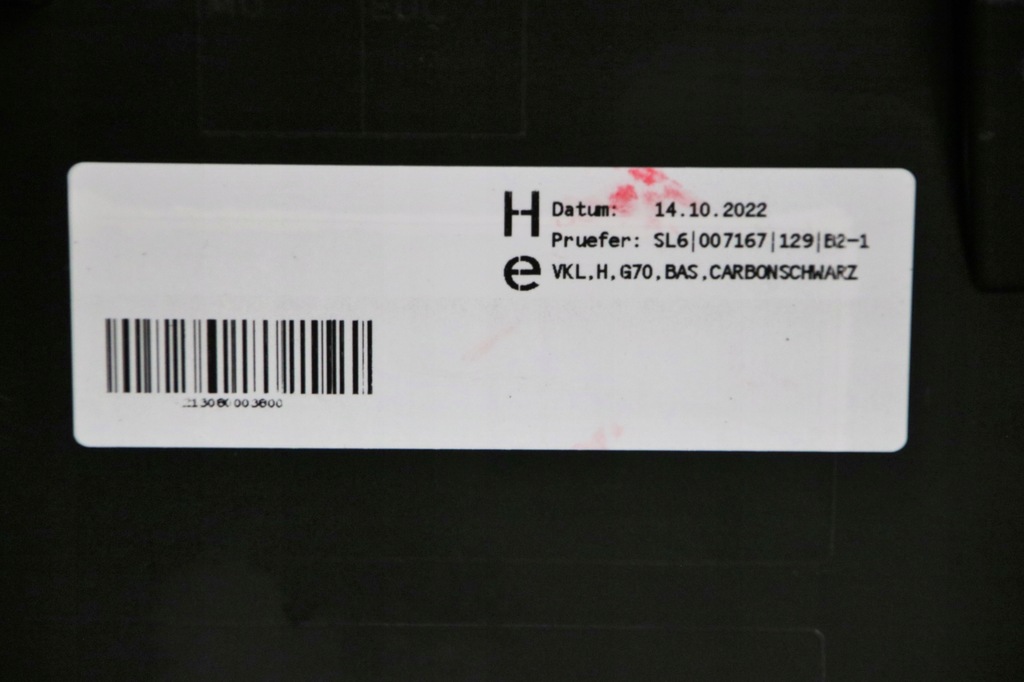 H Datum: 14.10.2022
Pruefer: SL6|007167|129|B2-1
e VKL,H,G70,BAS,CARBONSCHWARZ